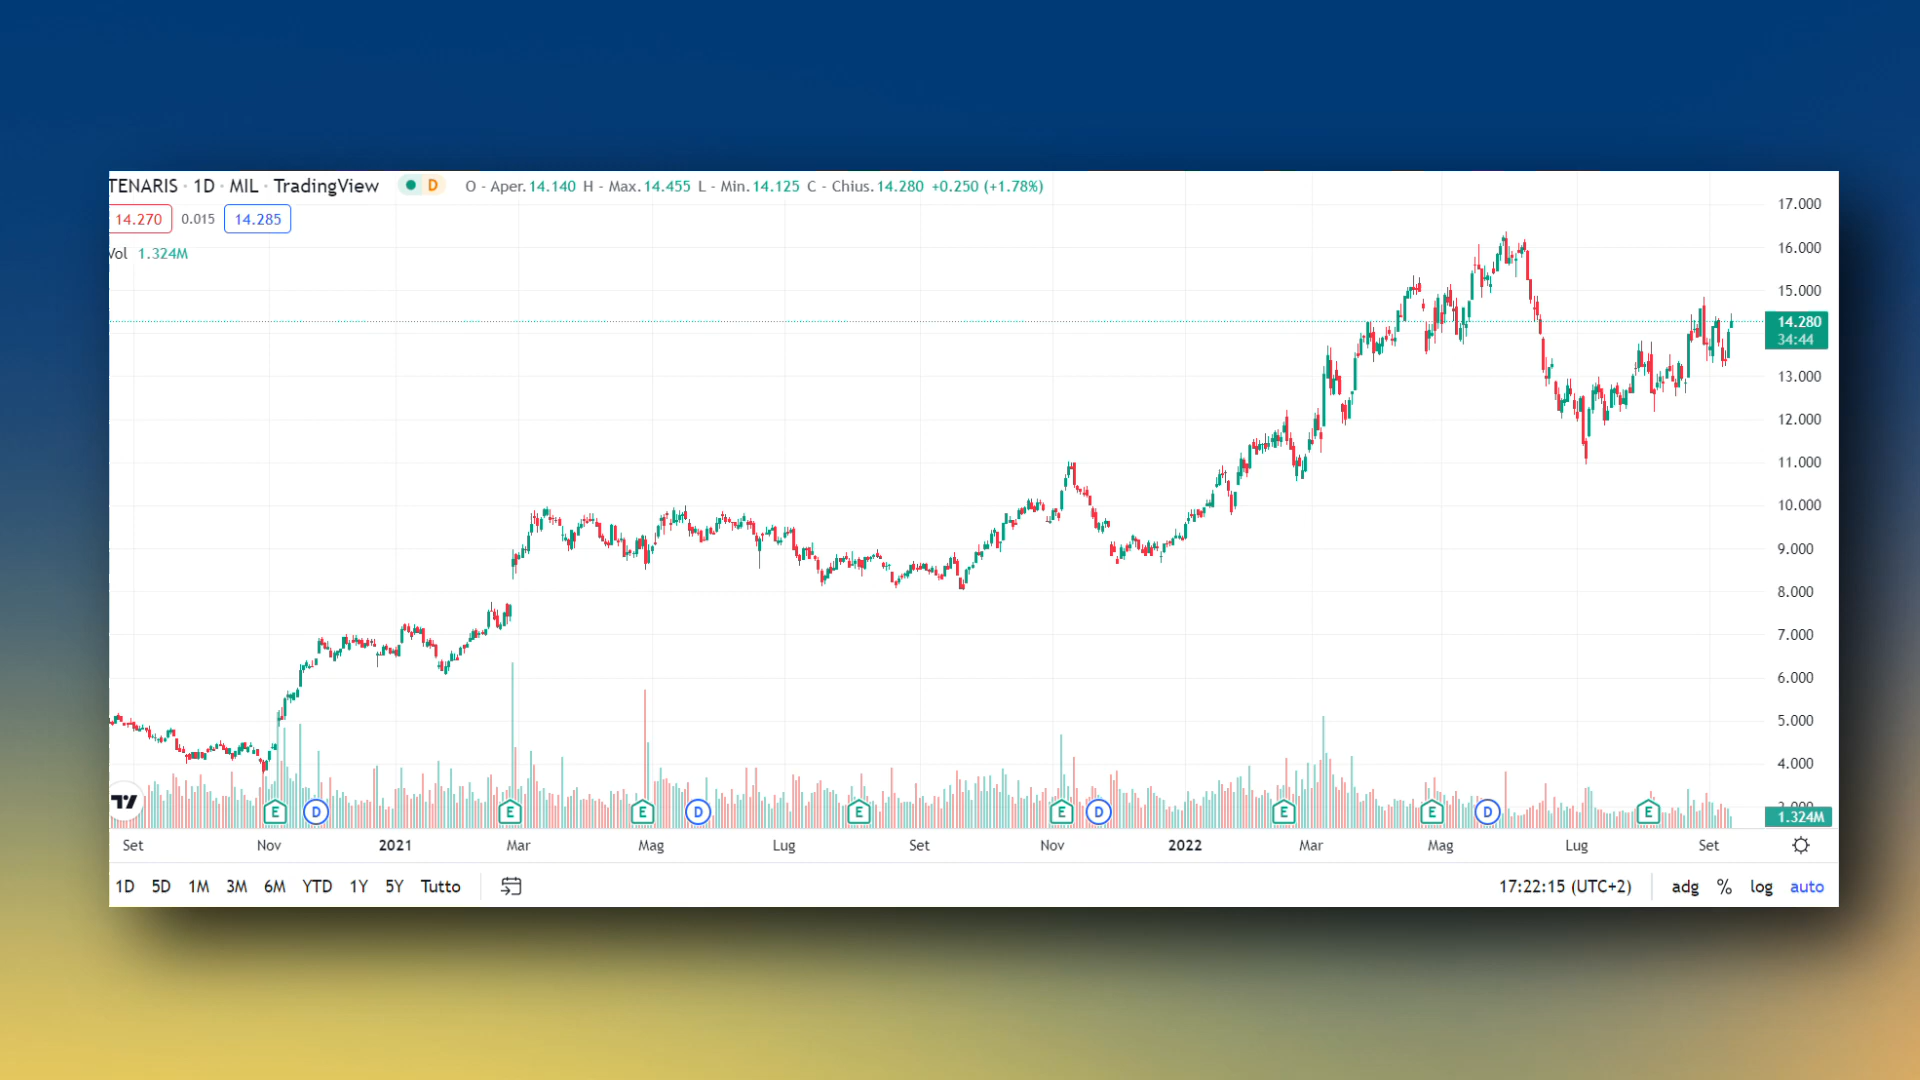 TENARIS · 1D · MIL · TradingView D O - Aper.14.140 H - Max.14.455 L - Min.14.125 C - Chius.14.280 +0.250 (+1.78%)
14.270 0.015 14.285
Vol 1.324M
17.000
16.000
15.000
14.280
34:44
13.000
12.000
11.000
10.000
9.000
8.000
7.000
6.000
5.000
4.000
3.000
1.324M
E D E E D E E D E E D E
Set Nov 2021 Mar Mag Lug Set Nov 2022 Mar Mag Lug Set
1D 5D 1M 3M 6M YTD 1Y 5Y Tutto 17:22:15 (UTC+2) adg % log auto